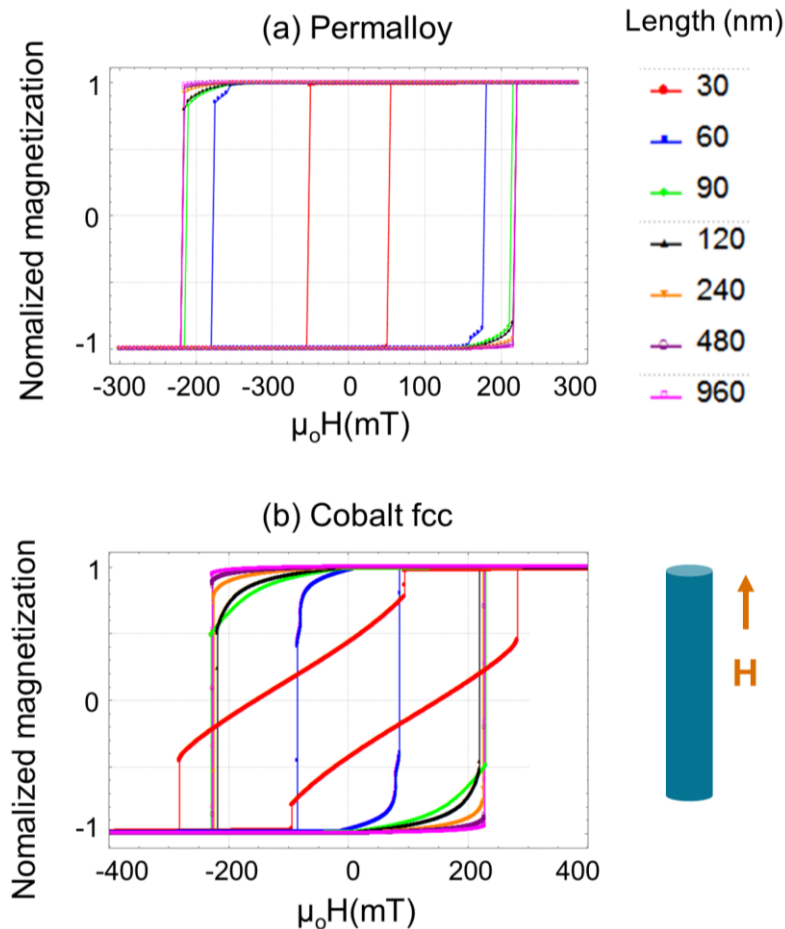 (a) Permalloy
Length (nm)
Nomalized magnetization
1
0
-1
-300 -200 -300 0 100 200 300
µₒH(mT)
30
60
90
120
240
480
960
(b) Cobalt fcc
Nomalized magnetization
1
0
-1
-400 -200 0 200 400
µₒH(mT)
H